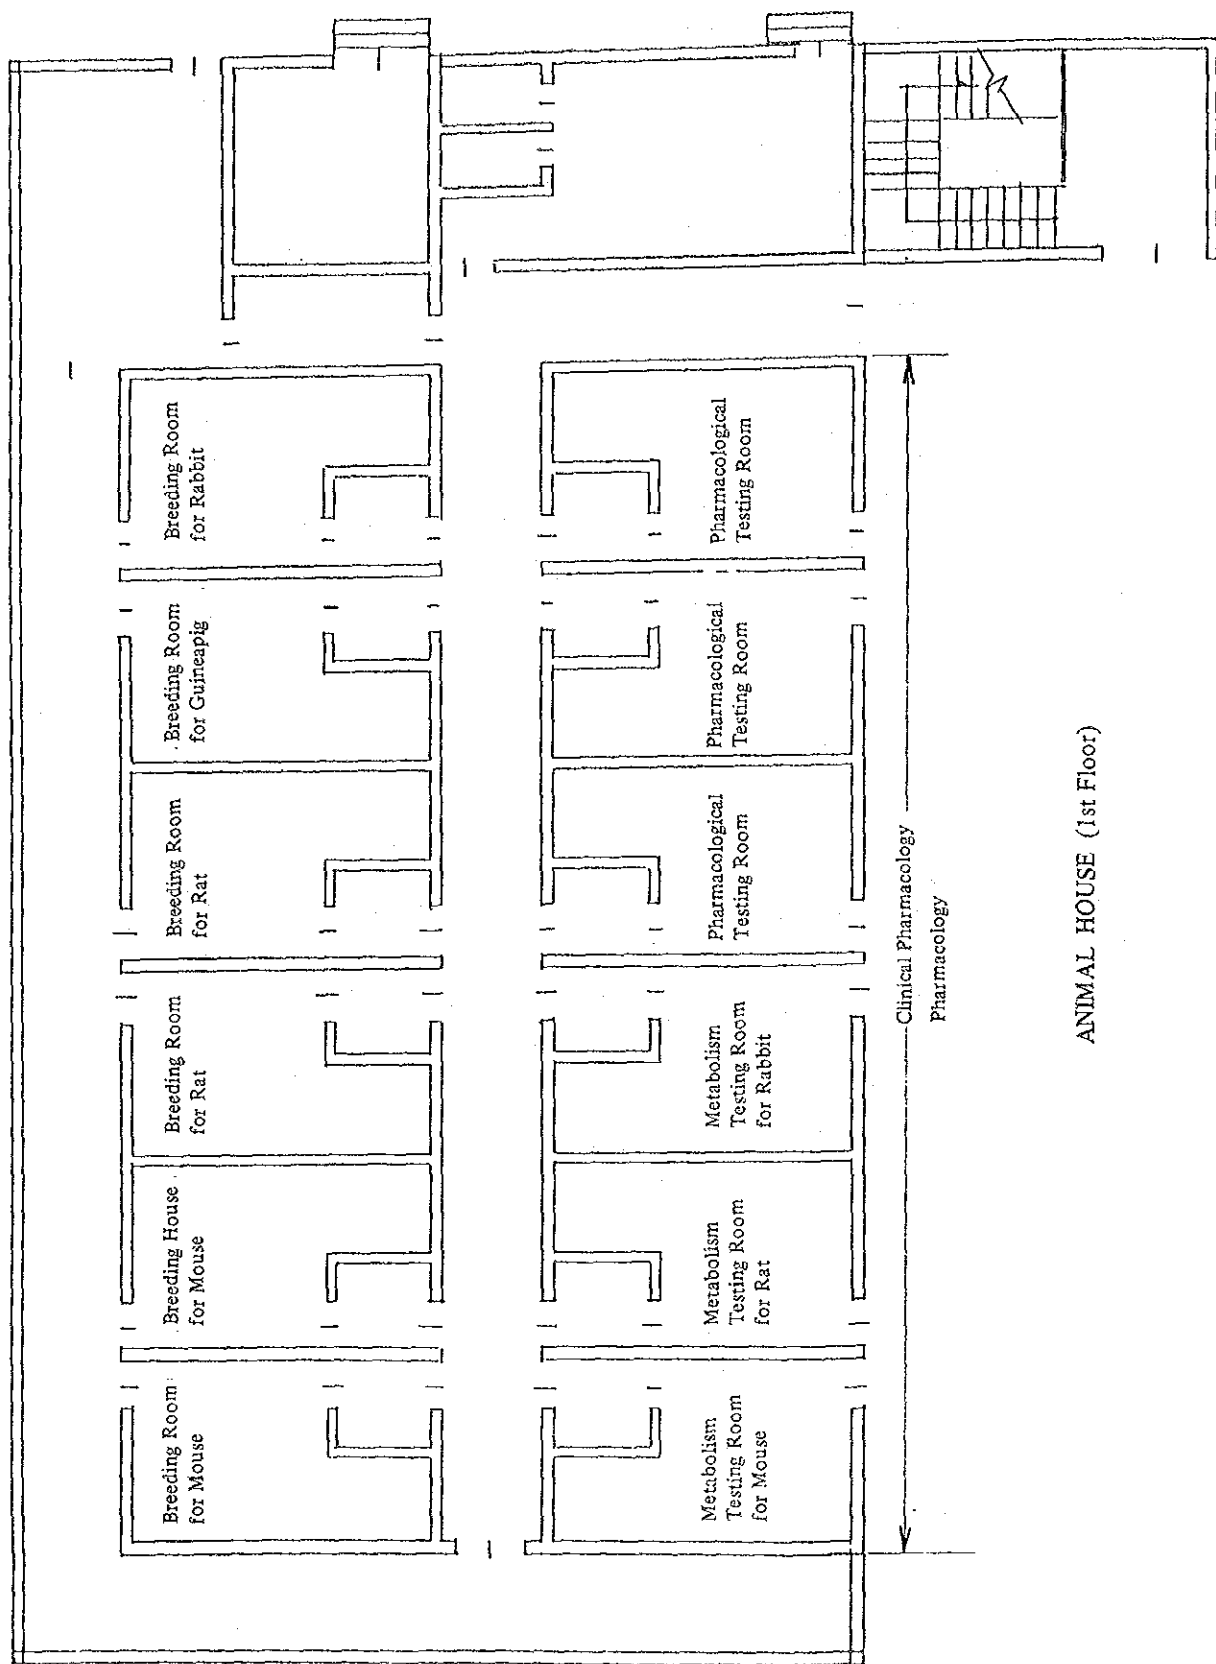 Breeding Room
for Mouse
Breeding House
for Mouse
Breeding Room
for Rat
Breeding Room
for Rat
Breeding Room
for Guineapig
Breeding Room
for Rabbit
Metabolism
Testing Room
for Mouse
Metabolism
Testing Room
for Rat
Metabolism
Testing Room
for Rabbit
Pharmacological
Testing Room
Pharmacological
Testing Room
Pharmacological
Testing Room
Clinical Pharmacology
Pharmacology
ANIMAL HOUSE (1st Floor)